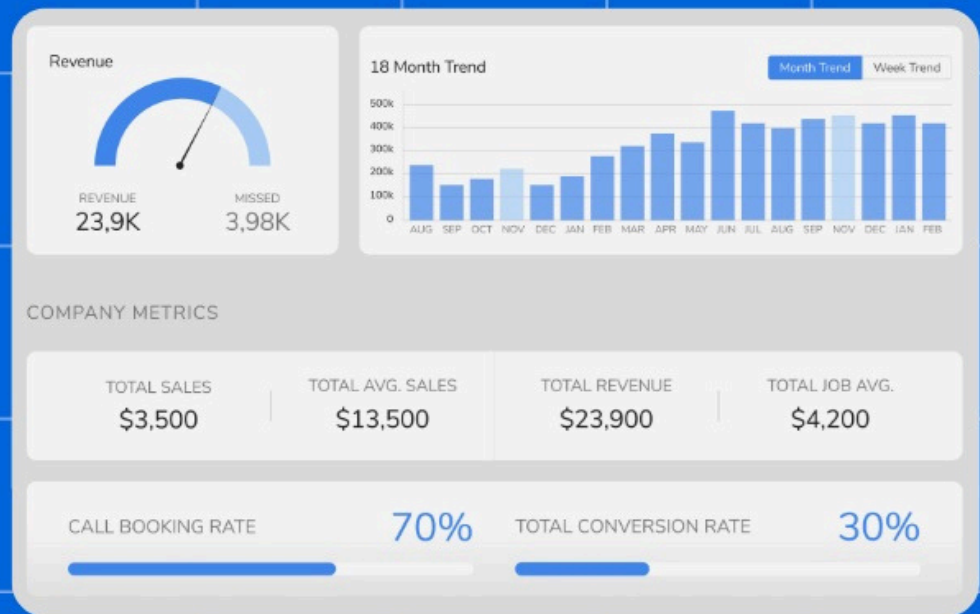 Revenue
REVENUE MISSED
23,9K 3,98K
18 Month Trend
Month Trend Week Trend
500k
400k
300k
200k
100k
0
AUG SEP OCT NOV DEC JAN FEB MAR APR MAY JUN JUL AUG SEP NOV DEC JAN FEB
COMPANY METRICS
TOTAL SALES TOTAL AVG. SALES TOTAL REVENUE TOTAL JOB AVG.
$3,500 $13,500 $23,900 $4,200
CALL BOOKING RATE 70% TOTAL CONVERSION RATE 30%